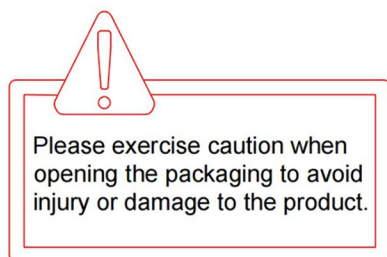 Please exercise caution when
opening the packaging to avoid
injury or damage to the product.